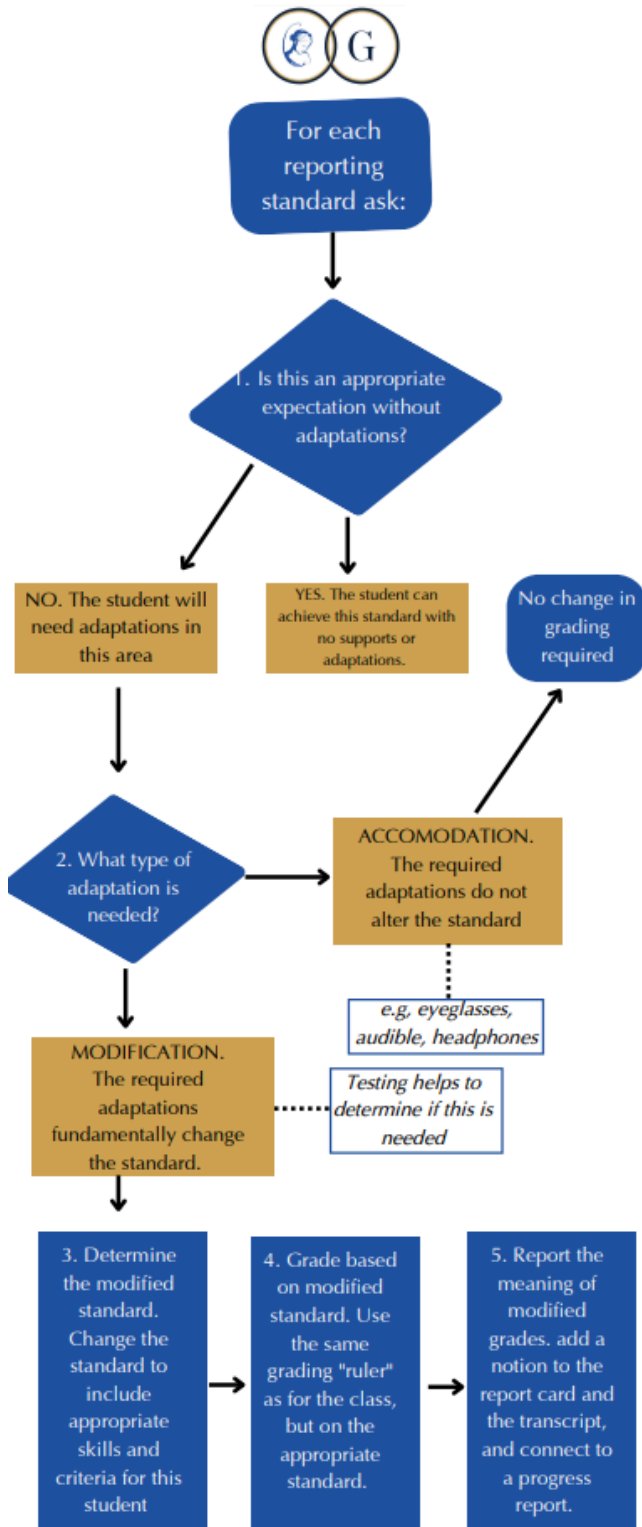 G
For each
reporting
standard ask:
1. Is this an appropriate
expectation without
adaptations?
NO. The student will
need adaptations in
this area
YES. The student can
achieve this standard with
no supports or
adaptations.
No change in
grading
required
2. What type of
adaptation is
needed?
ACCOMODATION.
The required
adaptations do not
alter the standard
e.g, eyeglasses,
audible, headphones
MODIFICATION.
The required
adaptations
fundamentally change
the standard.
Testing helps to
determine if this is
needed
3. Determine
the modified
standard.
Change the
standard to
include
appropriate
skills and
criteria for this
student
4. Grade based
on modified
standard. Use
the same
grading "ruler"
as for the class,
but on the
appropriate
standard.
5. Report the
meaning of
modified
grades. add a
notion to the
report card and
the transcript,
and connect to
a progress
report.